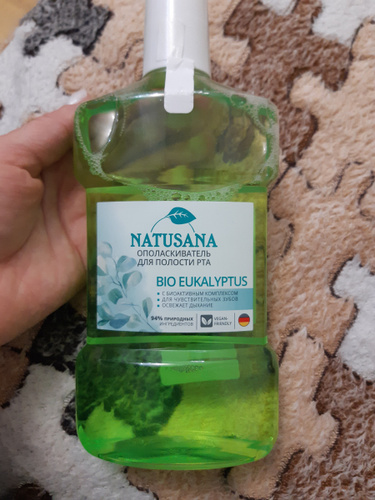 NATUSANA
ОПОЛАСКИВАТЕЛЬ
ДЛЯ ПОЛОСТИ РТА
BIO EUKALYPTUS
• С БИОАКТИВНЫМ КОМПЛЕКСОМ
• ДЛЯ ЧУВСТВИТЕЛЬНЫХ ЗУБОВ
• ОСВЕЖАЕТ ДЫХАНИЕ
94% ПРИРОДНЫХ
ИНГРЕДИЕНТОВ
VEGAN
FRIENDLY